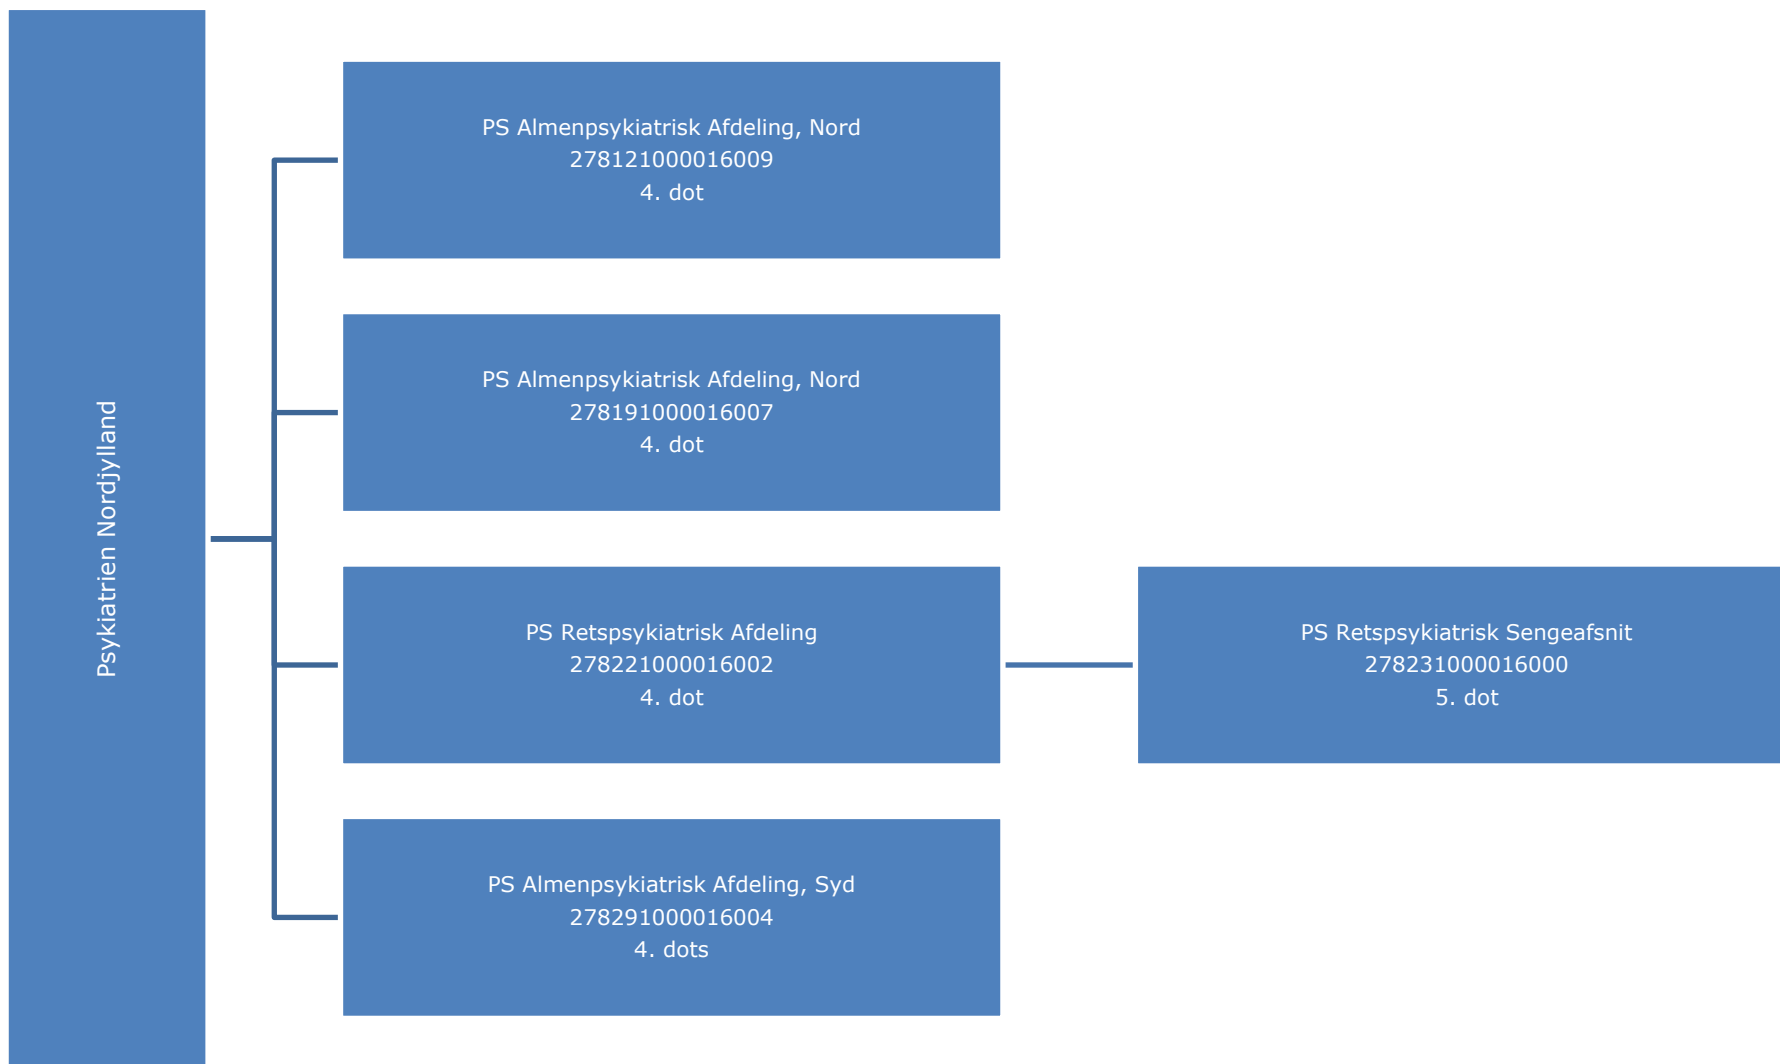 Psykiatrien Nordjylland
PS Almenpsykiatrisk Afdeling, Nord
278121000016009
4. dot
PS Almenpsykiatrisk Afdeling, Nord
278191000016007
4. dot
PS Retspsykiatrisk Afdeling
278221000016002
4. dot
PS Retspsykiatrisk Sengeafsnit
278231000016000
5. dot
PS Almenpsykiatrisk Afdeling, Syd
278291000016004
4. dots